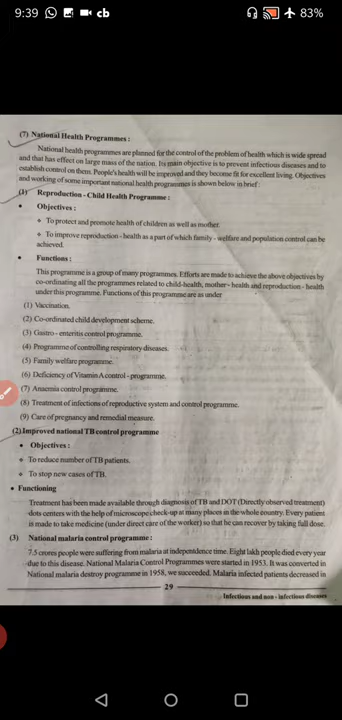 9:39 cb 83%
(7) National Health Programmes :
National health programmes are planned for the control of the problem of health which is wide spread
and that has effect on large mass of the nation. Its main objective is to prevent infectious diseases and to
establish control on them. People's health will be improved and they become fit for excellent living. Objectives
and working of some important national health programmes is shown below in brief :
(1) Reproduction - Child Health Programme :
• Objectives :
❖ To protect and promote health of children as well as mother.
❖ To improve reproduction - health as a part of which family - welfare and population control can be
achieved.
• Functions :
This programme is a group of many programmes. Efforts are made to achieve the above objectives by
co-ordinating all the programmes related to child-health, mother- health and reproduction - health
under this programme. Functions of this programme are as under
(1) Vaccination.
(2) Co-ordinated child development scheme.
(3) Gastro - enteritis control programme.
(4) Programme of controlling respiratory diseases.
(5) Family welfare programme.
(6) Deficiency of Vitamin A control - programme.
(7) Anaemia control programme.
(8) Treatment of infections of reproductive system and control programme.
(9) Care of pregnancy and remedial measure.
(2) Improved national TB control programme
• Objectives :
❖ To reduce number of TB patients.
❖ To stop new cases of TB.
• Functioning
Treatment has been made available through diagnosis of TB and DOT (Directly observed treatment)
dots centers with the help of microscope check-up at many places in the whole country. Every patient
is made to take medicine (under direct care of the worker) so that he can recover by taking full dose.
(3) National malaria control programme :
7.5 crores people were suffering from malaria at independence time. Eight lakh people died every year
due to this disease. National Malaria Control Programmes were started in 1953. It was converted in
National malaria destroy programme in 1958, we succeeded. Malaria infected patients decreased in
29
Infectious and non - infectious diseases